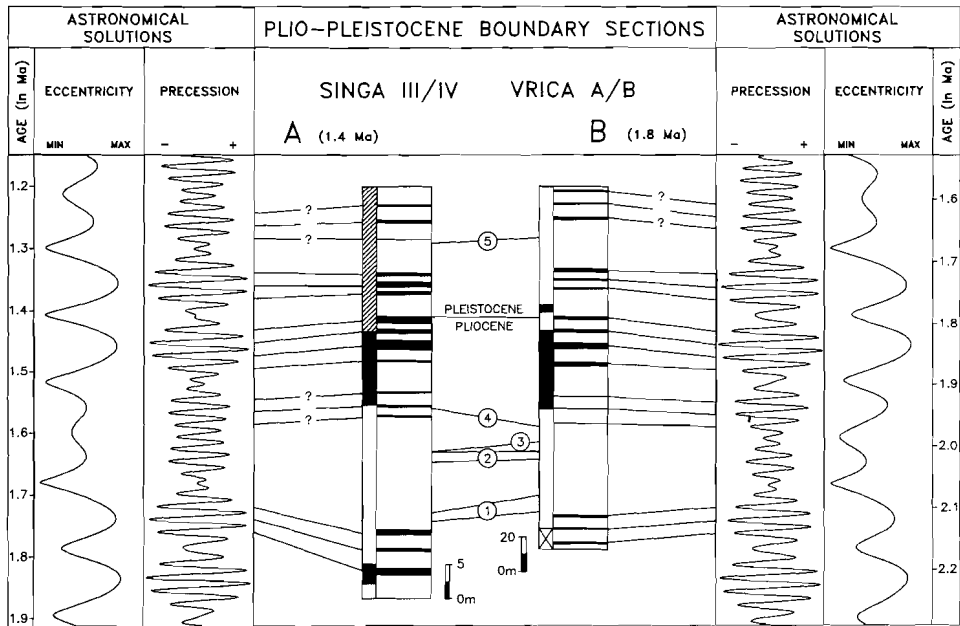 ASTRONOMICAL SOLUTIONS
PLIO-PLEISTOCENE BOUNDARY SECTIONS
ASTRONOMICAL SOLUTIONS
AGE (In Ma)
ECCENTRICITY
MIN MAX
PRECESSION
- +
SINGA III/IV
A (1.4 Ma)
VRICA A/B
B (1.8 Ma)
PRECESSION
- +
ECCENTRICITY
MIN MAX
AGE (In Ma)
1.2
1.3
1.4
1.5
1.6
1.7
1.8
1.9
?
?
?
?
?
?
?
5
PLEISTOCENE
PLIOCENE
4
3
2
1
5
0m
20
0m
1.6
1.7
1.8
1.9
2.0
2.1
2.2